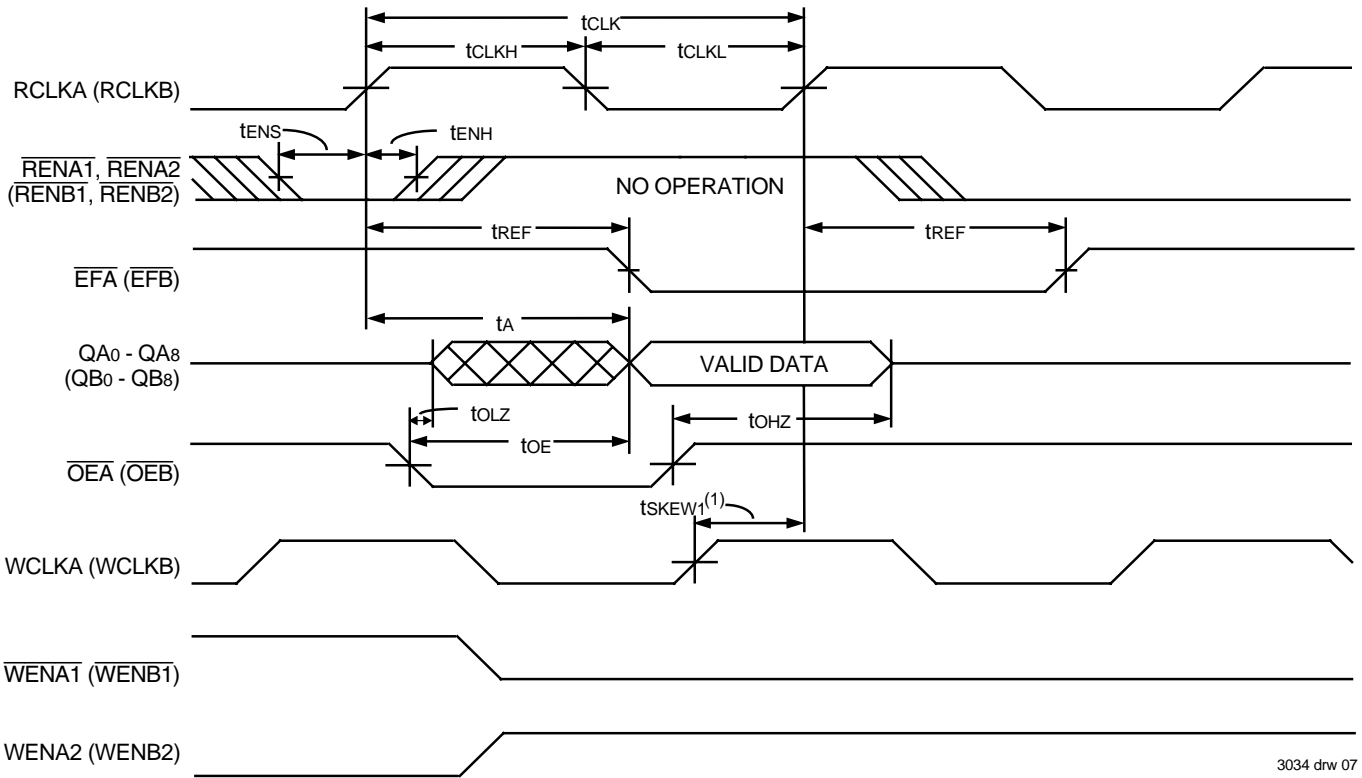 tCLK
tCLKH
tCLKL
RCLKA (RCLKB)
tENS
tENH
RENA1, RENA2
(RENB1, RENB2)
NO OPERATION
tREF
tREF
EFA (EFB)
tA
QA0 - QA8
(QB0 - QB8)
VALID DATA
tOLZ
tOHZ
tOE
OEA (OEB)
tSKEW1(1)
WCLKA (WCLKB)
WENA1 (WENB1)
WENA2 (WENB2)
3034 drw 07